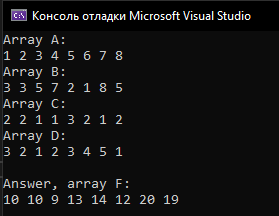 Консоль отладки Microsoft Visual Studio
Array A:
1 2 3 4 5 6 7 8
Array B:
3 3 5 7 2 1 8 5
Array C:
2 2 1 1 3 2 1 2
Array D:
3 2 1 2 3 4 5 1
Answer, array F:
10 10 9 13 14 12 20 19